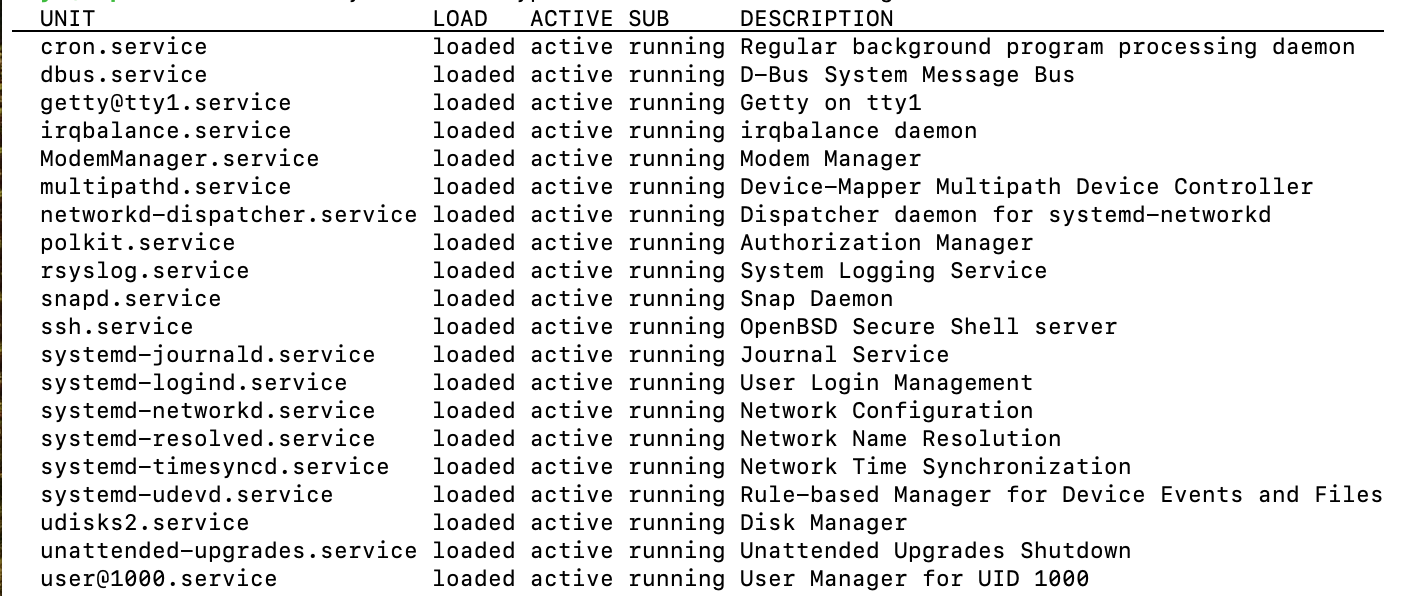 UNIT LOAD ACTIVE SUB DESCRIPTION
cron.service loaded active running Regular background program processing daemon
dbus.service loaded active running D-Bus System Message Bus
getty@tty1.service loaded active running Getty on tty1
irqbalance.service loaded active running irqbalance daemon
ModemManager.service loaded active running Modem Manager
multipathd.service loaded active running Device-Mapper Multipath Device Controller
networkd-dispatcher.service loaded active running Dispatcher daemon for systemd-networkd
polkit.service loaded active running Authorization Manager
rsyslog.service loaded active running System Logging Service
snapd.service loaded active running Snap Daemon
ssh.service loaded active running OpenBSD Secure Shell server
systemd-journald.service loaded active running Journal Service
systemd-logind.service loaded active running User Login Management
systemd-networkd.service loaded active running Network Configuration
systemd-resolved.service loaded active running Network Name Resolution
systemd-timesyncd.service loaded active running Network Time Synchronization
systemd-udevd.service loaded active running Rule-based Manager for Device Events and Files
udisks2.service loaded active running Disk Manager
unattended-upgrades.service loaded active running Unattended Upgrades Shutdown
user@1000.service loaded active running User Manager for UID 1000